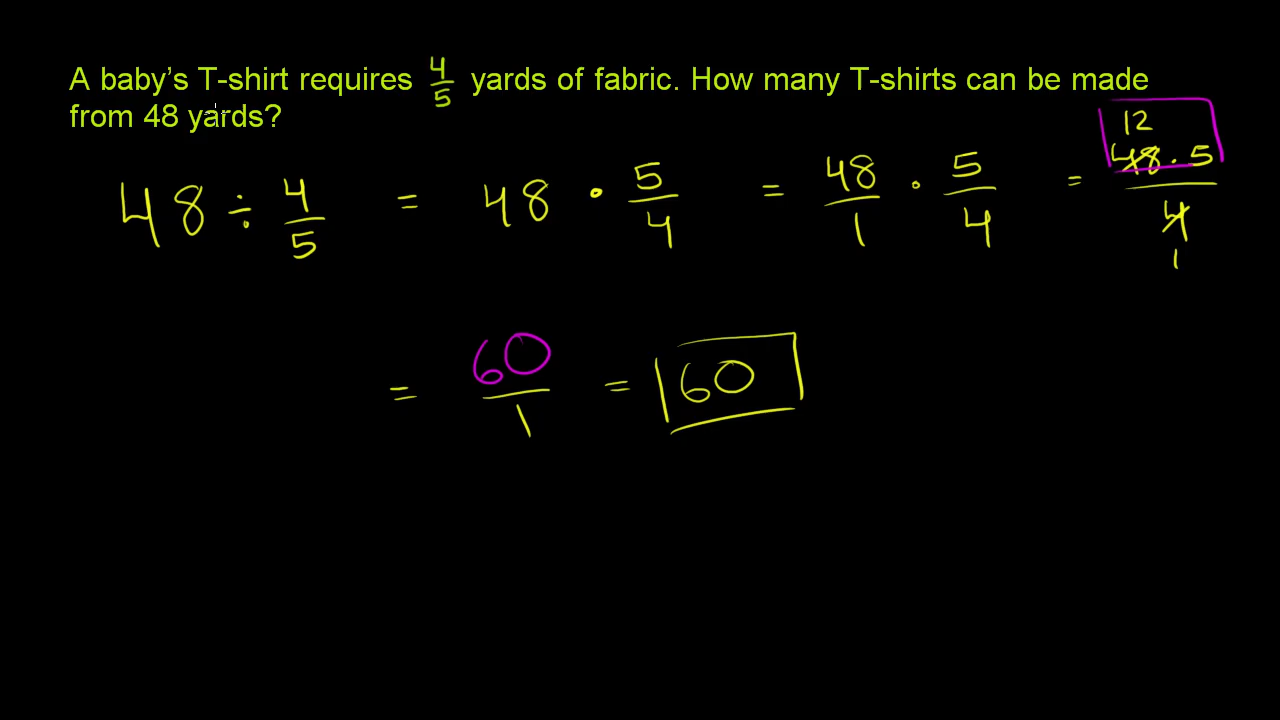 A baby's T-shirt requires 4/5 yards of fabric. How many T-shirts can be made
from 48 yards?
48 ÷ 4/5 = 48 · 5/4 = 48/1 · 5/4 = 12 48 · 5 / 4 1
= 60/1 = 60